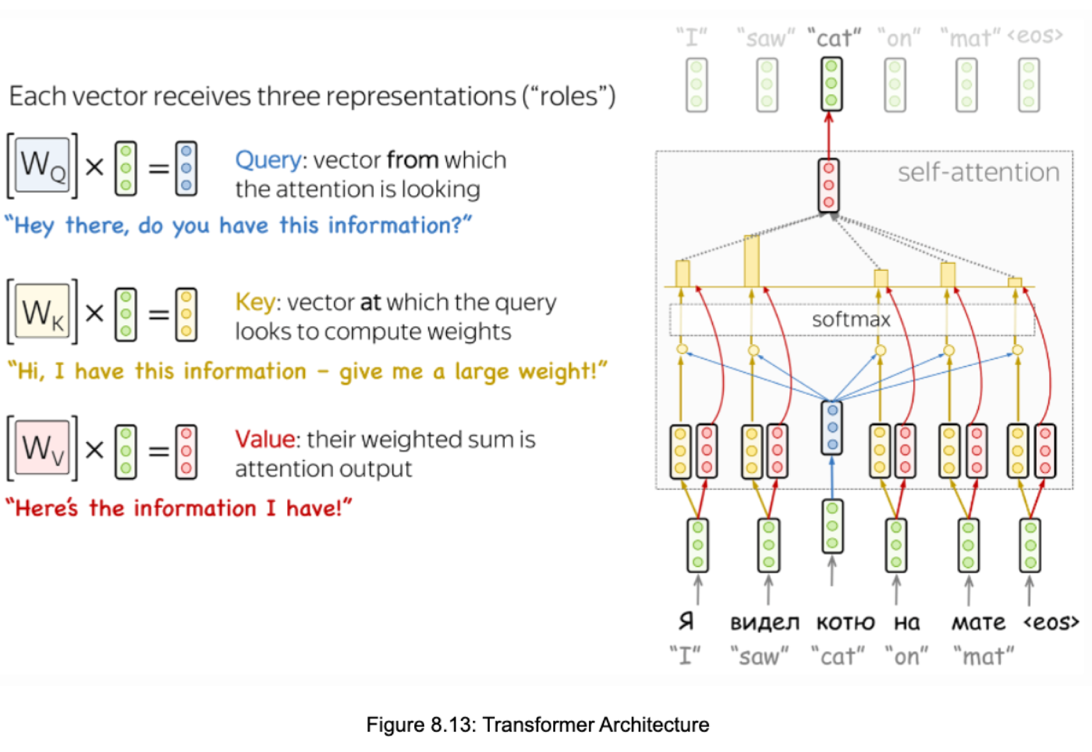 Each vector receives three representations (“roles”)
[W_Q] × =
Query: vector from which
the attention is looking
“Hey there, do you have this information?”
[W_K] × =
Key: vector at which the query
looks to compute weights
“Hi, I have this information – give me a large weight!”
[W_V] × =
Value: their weighted sum is
attention output
“Here’s the information I have!”
“I” “saw” “cat” “on” “mat” <eos>
self-attention
softmax
Я видел котю на мате <eos>
“I” “saw” “cat” “on” “mat”
Figure 8.13: Transformer Architecture